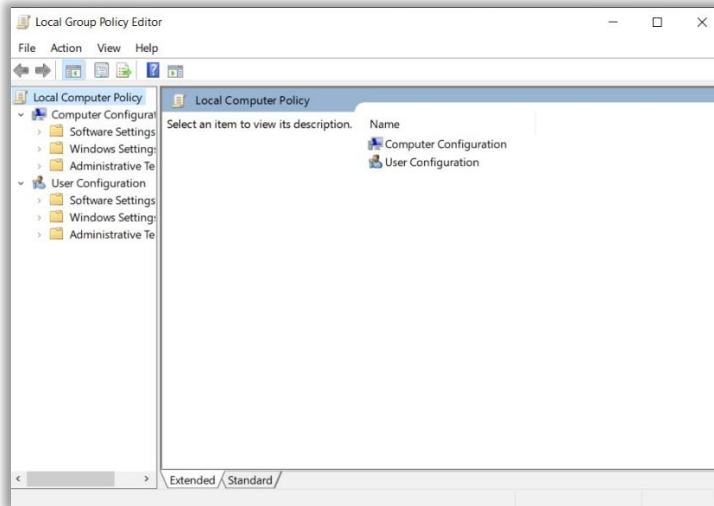 Local Group Policy Editor
File Action View Help
Local Computer Policy
Computer Configurat
Software Settings
Windows Setting
Administrative Te
User Configuration
Software Settings
Windows Setting
Administrative Te
Local Computer Policy
Select an item to view its description.
Name
Computer Configuration
User Configuration
Extended Standard